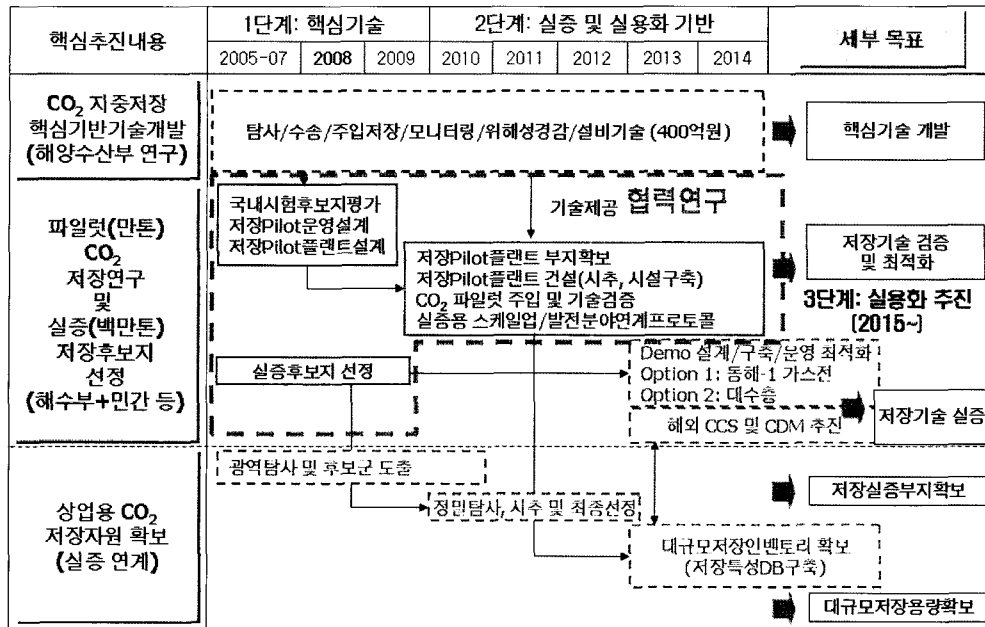 핵심추진내용
1단계: 핵심기술
2단계: 실증 및 실용화 기반
세부 목표
2005-07
2008
2009
2010
2011
2012
2013
2014
CO₂ 지중저장
핵심기반기술개발
(해양수산부 연구)
탐사/수송/주입저장/모니터링/위해성경감/설비기술 (400억원)
핵심기술 개발
파일럿(만톤)
CO₂
저장연구
및
실증(백만톤)
저장후보지
선정
(해수부+민간 등)
국내시험후보지평가
저장Pilot운영설계
저장Pilot플랜트설계
기술제공 협력연구
저장Pilot플랜트 부지확보
저장Pilot플랜트 건설(시추, 시설구축)
CO₂ 파일럿 주입 및 기술검증
실증용 스케일업/발전분야연계프로토콜
저장기술 검증
및 최적화
3단계: 실용화 추진
(2015~)
실증후보지 선정
Demo 설계/구축/운영 최적화
Option 1: 동해-1 가스전
Option 2: 대수층
해외 CCS 및 CDM 추진
저장기술 실증
상업용 CO₂
저장자원 확보
(실증 연계)
광역탐사 및 후보군 도출
정밀탐사, 시추 및 최종선정
대규모저장인벤토리 확보
(저장특성DB구축)
저장실증부지확보
대규모저장용량확보